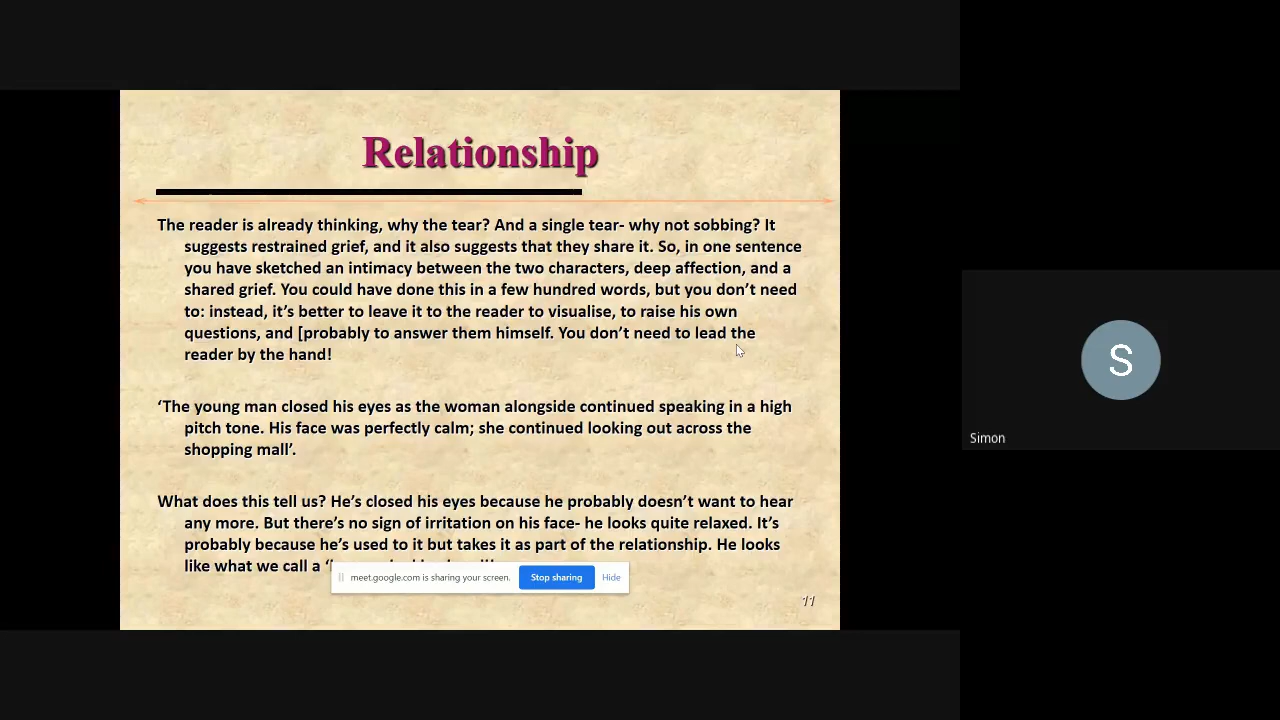 Relationship
The reader is already thinking, why the tear? And a single tear- why not sobbing? It
suggests restrained grief, and it also suggests that they share it. So, in one sentence
you have sketched an intimacy between the two characters, deep affection, and a
shared grief. You could have done this in a few hundred words, but you don’t need
to: instead, it’s better to leave it to the reader to visualise, to raise his own
questions, and [probably to answer them himself. You don’t need to lead the
reader by the hand!
‘The young man closed his eyes as the woman alongside continued speaking in a high
pitch tone. His face was perfectly calm; she continued looking out across the
shopping mall’.
What does this tell us? He’s closed his eyes because he probably doesn’t want to hear
any more. But there’s no sign of irritation on his face- he looks quite relaxed. It’s
probably because he’s used to it but takes it as part of the relationship. He looks
like what we call a
meet.google.com is sharing your screen. Stop sharing Hide
11
S
Simon